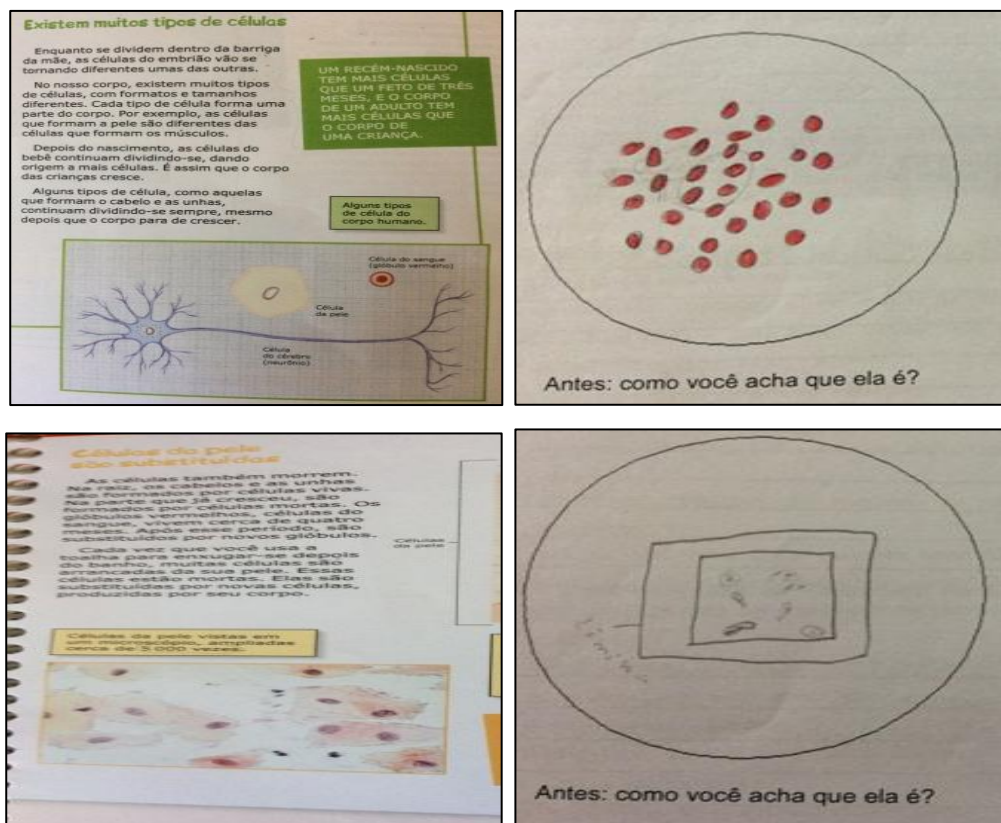 Existem muitos tipos de células
Enquanto se dividem dentro da barriga
da mãe, as células do embrião vão se
tornando diferentes umas das outras.
No nosso corpo, existem muitos tipos
de células, com formatos e tamanhos
diferentes. Cada tipo de célula forma uma
parte do corpo. Por exemplo, as células
que formam a pele são diferentes das
células que formam os músculos.
Depois do nascimento, as células do
bebê continuam dividindo-se, dando
origem a mais células. É assim que o corpo
das crianças cresce.
Alguns tipos de célula, como aquelas
que formam o cabelo e as unhas,
continuam dividindo-se sempre, mesmo
depois que o corpo para de crescer.
UM RECÉM-NASCIDO
TEM MAIS CÉLULAS
QUE UM FETO DE TRÊS
MESES, E O CORPO
DE UM ADULTO TEM
MAIS CÉLULAS QUE
O CORPO DE
UMA CRIANÇA.
Alguns tipos
de célula do
corpo humano.
Célula do sangue
(glóbulo vermelho)
Célula
da pele
Célula
do cérebro
(neurônio)
Antes: como você acha que ela é?
Células da pele
são substituídas
As células também morrem.
Na raiz, os cabelos e as unhas
são formados por células vivas.
Na parte que já cresceu, são
formados por células mortas. Os
glóbulos vermelhos, células do
sangue, vivem cerca de quatro
meses. Após esse período, são
substituídos por novos glóbulos.
Cada vez que você usa a
toalha para enxugar-se depois
do banho, muitas células são
arrancadas da sua pele. Essas
células estão mortas. Elas são
substituídas por novas células,
produzidas por seu corpo.
Células
da pele
Células da pele vistas em
um microscópio, ampliadas
cerca de 5 000 vezes.
Antes: como você acha que ela é?